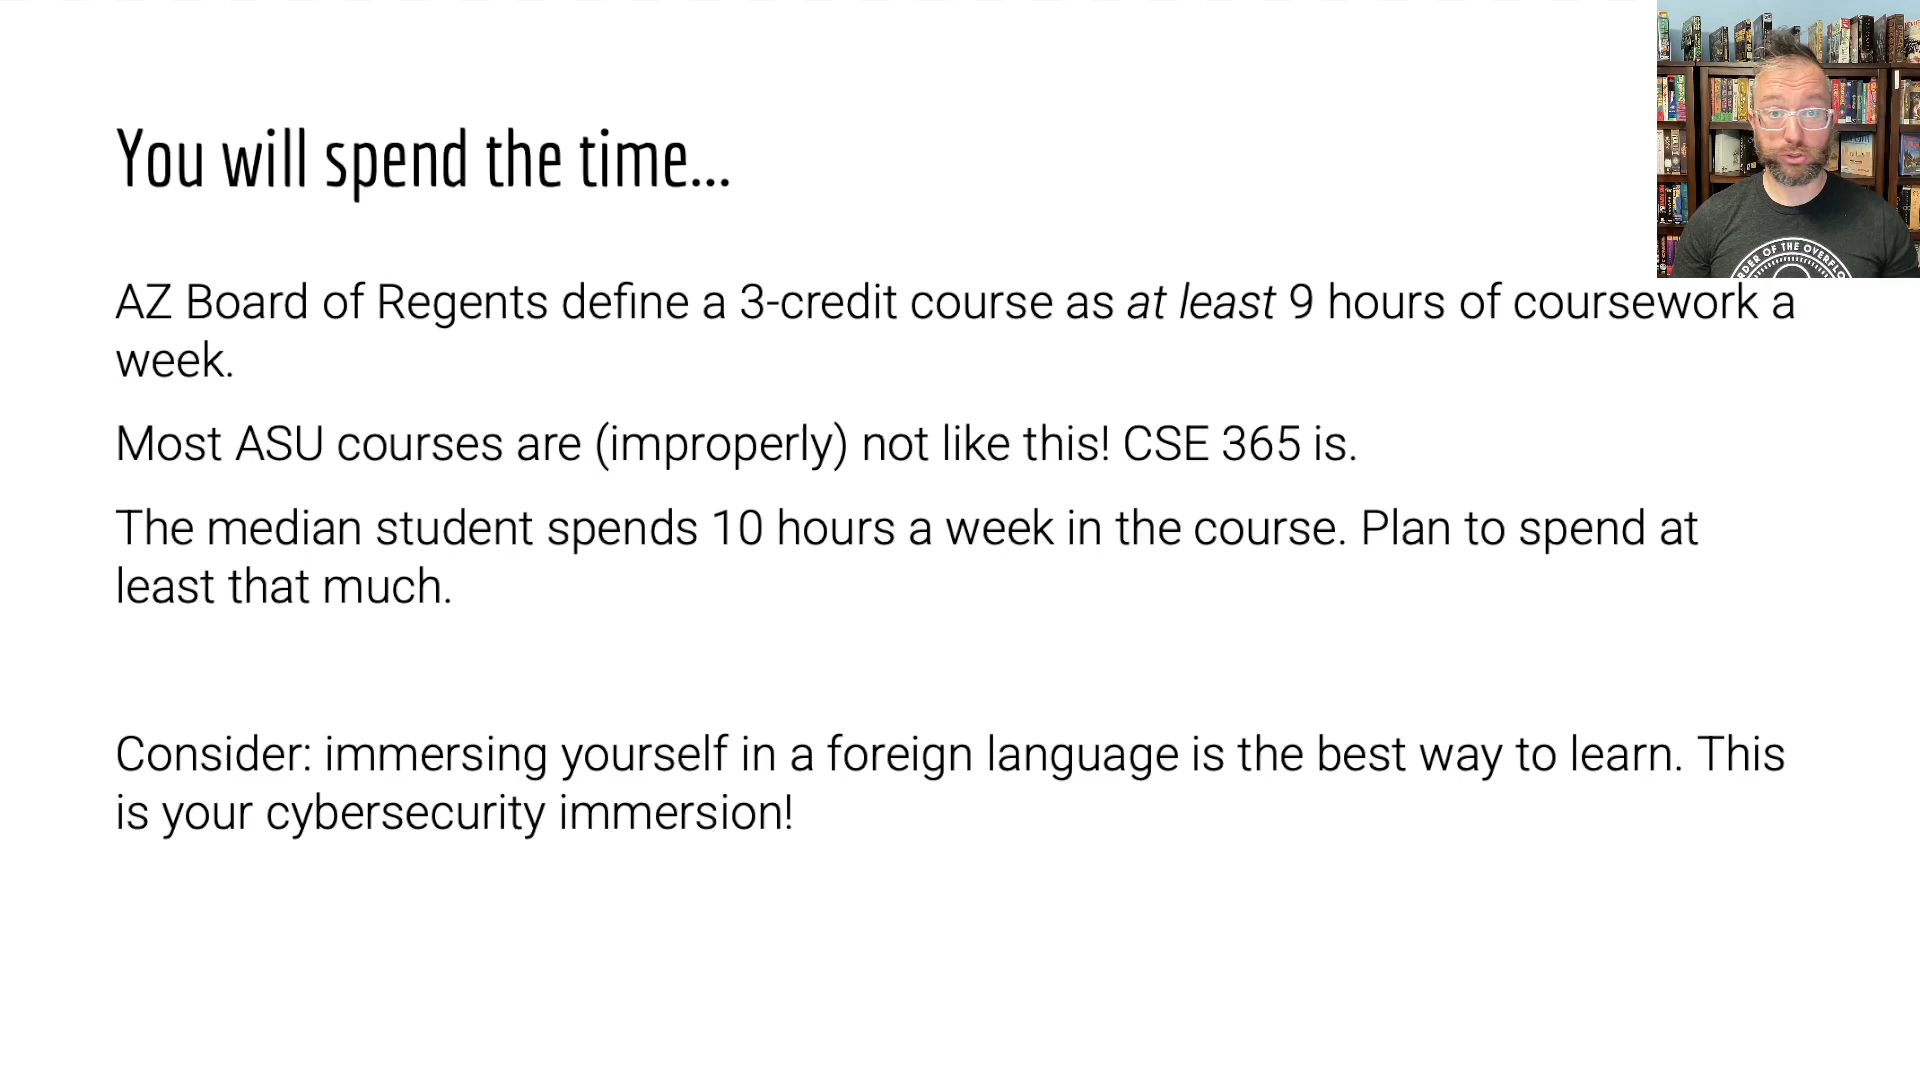 You will spend the time...
AZ Board of Regents define a 3-credit course as at least 9 hours of coursework a
week.
Most ASU courses are (improperly) not like this! CSE 365 is.
The median student spends 10 hours a week in the course. Plan to spend at
least that much.
Consider: immersing yourself in a foreign language is the best way to learn. This
is your cybersecurity immersion!
OF THE